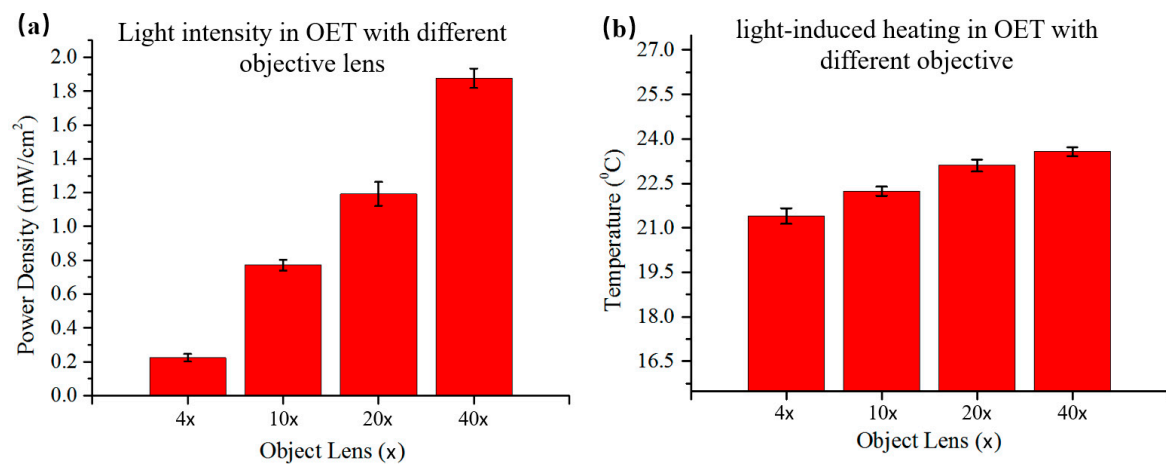 (a)
Light intensity in OET with different
objective lens
2.0
1.8
1.6
1.4
1.2
1.0
0.8
0.6
0.4
0.2
0.0
Power Density (mW/cm²)
4x
10x
20x
40x
Object Lens (x)
(b)
light-induced heating in OET with
different objective
27.0
25.5
24.0
22.5
21.0
19.5
18.0
16.5
Temperature (⁰C)
4x
10x
20x
40x
Object Lens (x)